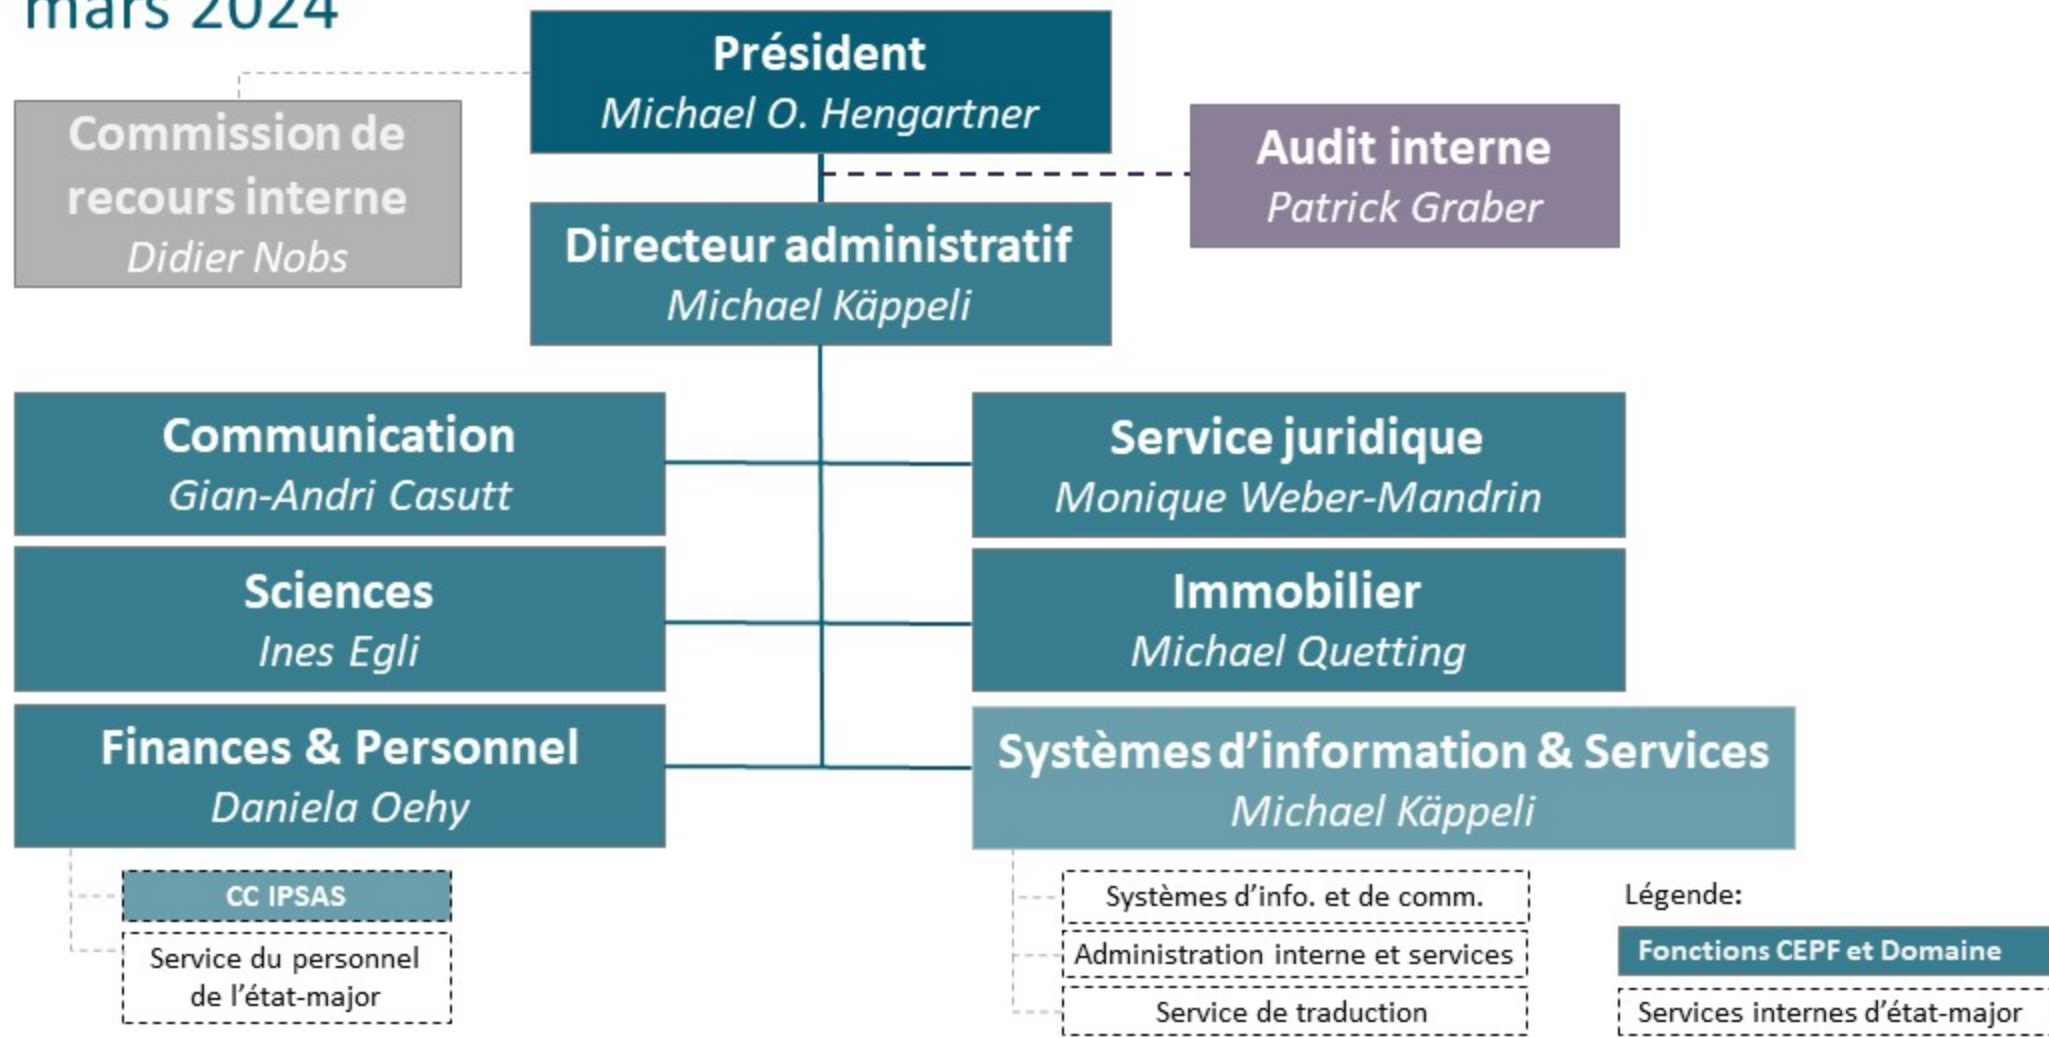 mars 2024
Président
Michael O. Hengartner
Commission de
recours interne
Didier Nobs
Audit interne
Patrick Graber
Directeur administratif
Michael Käppeli
Communication
Gian-Andri Casutt
Service juridique
Monique Weber-Mandrin
Sciences
Ines Egli
Immobilier
Michael Quetting
Finances & Personnel
Daniela Oehy
Systèmes d’information & Services
Michael Käppeli
CC IPSAS
Service du personnel
de l’état-major
Systèmes d’info. et de comm.
Administration interne et services
Service de traduction
Légende:
Fonctions CEPF et Domaine
Services internes d’état-major